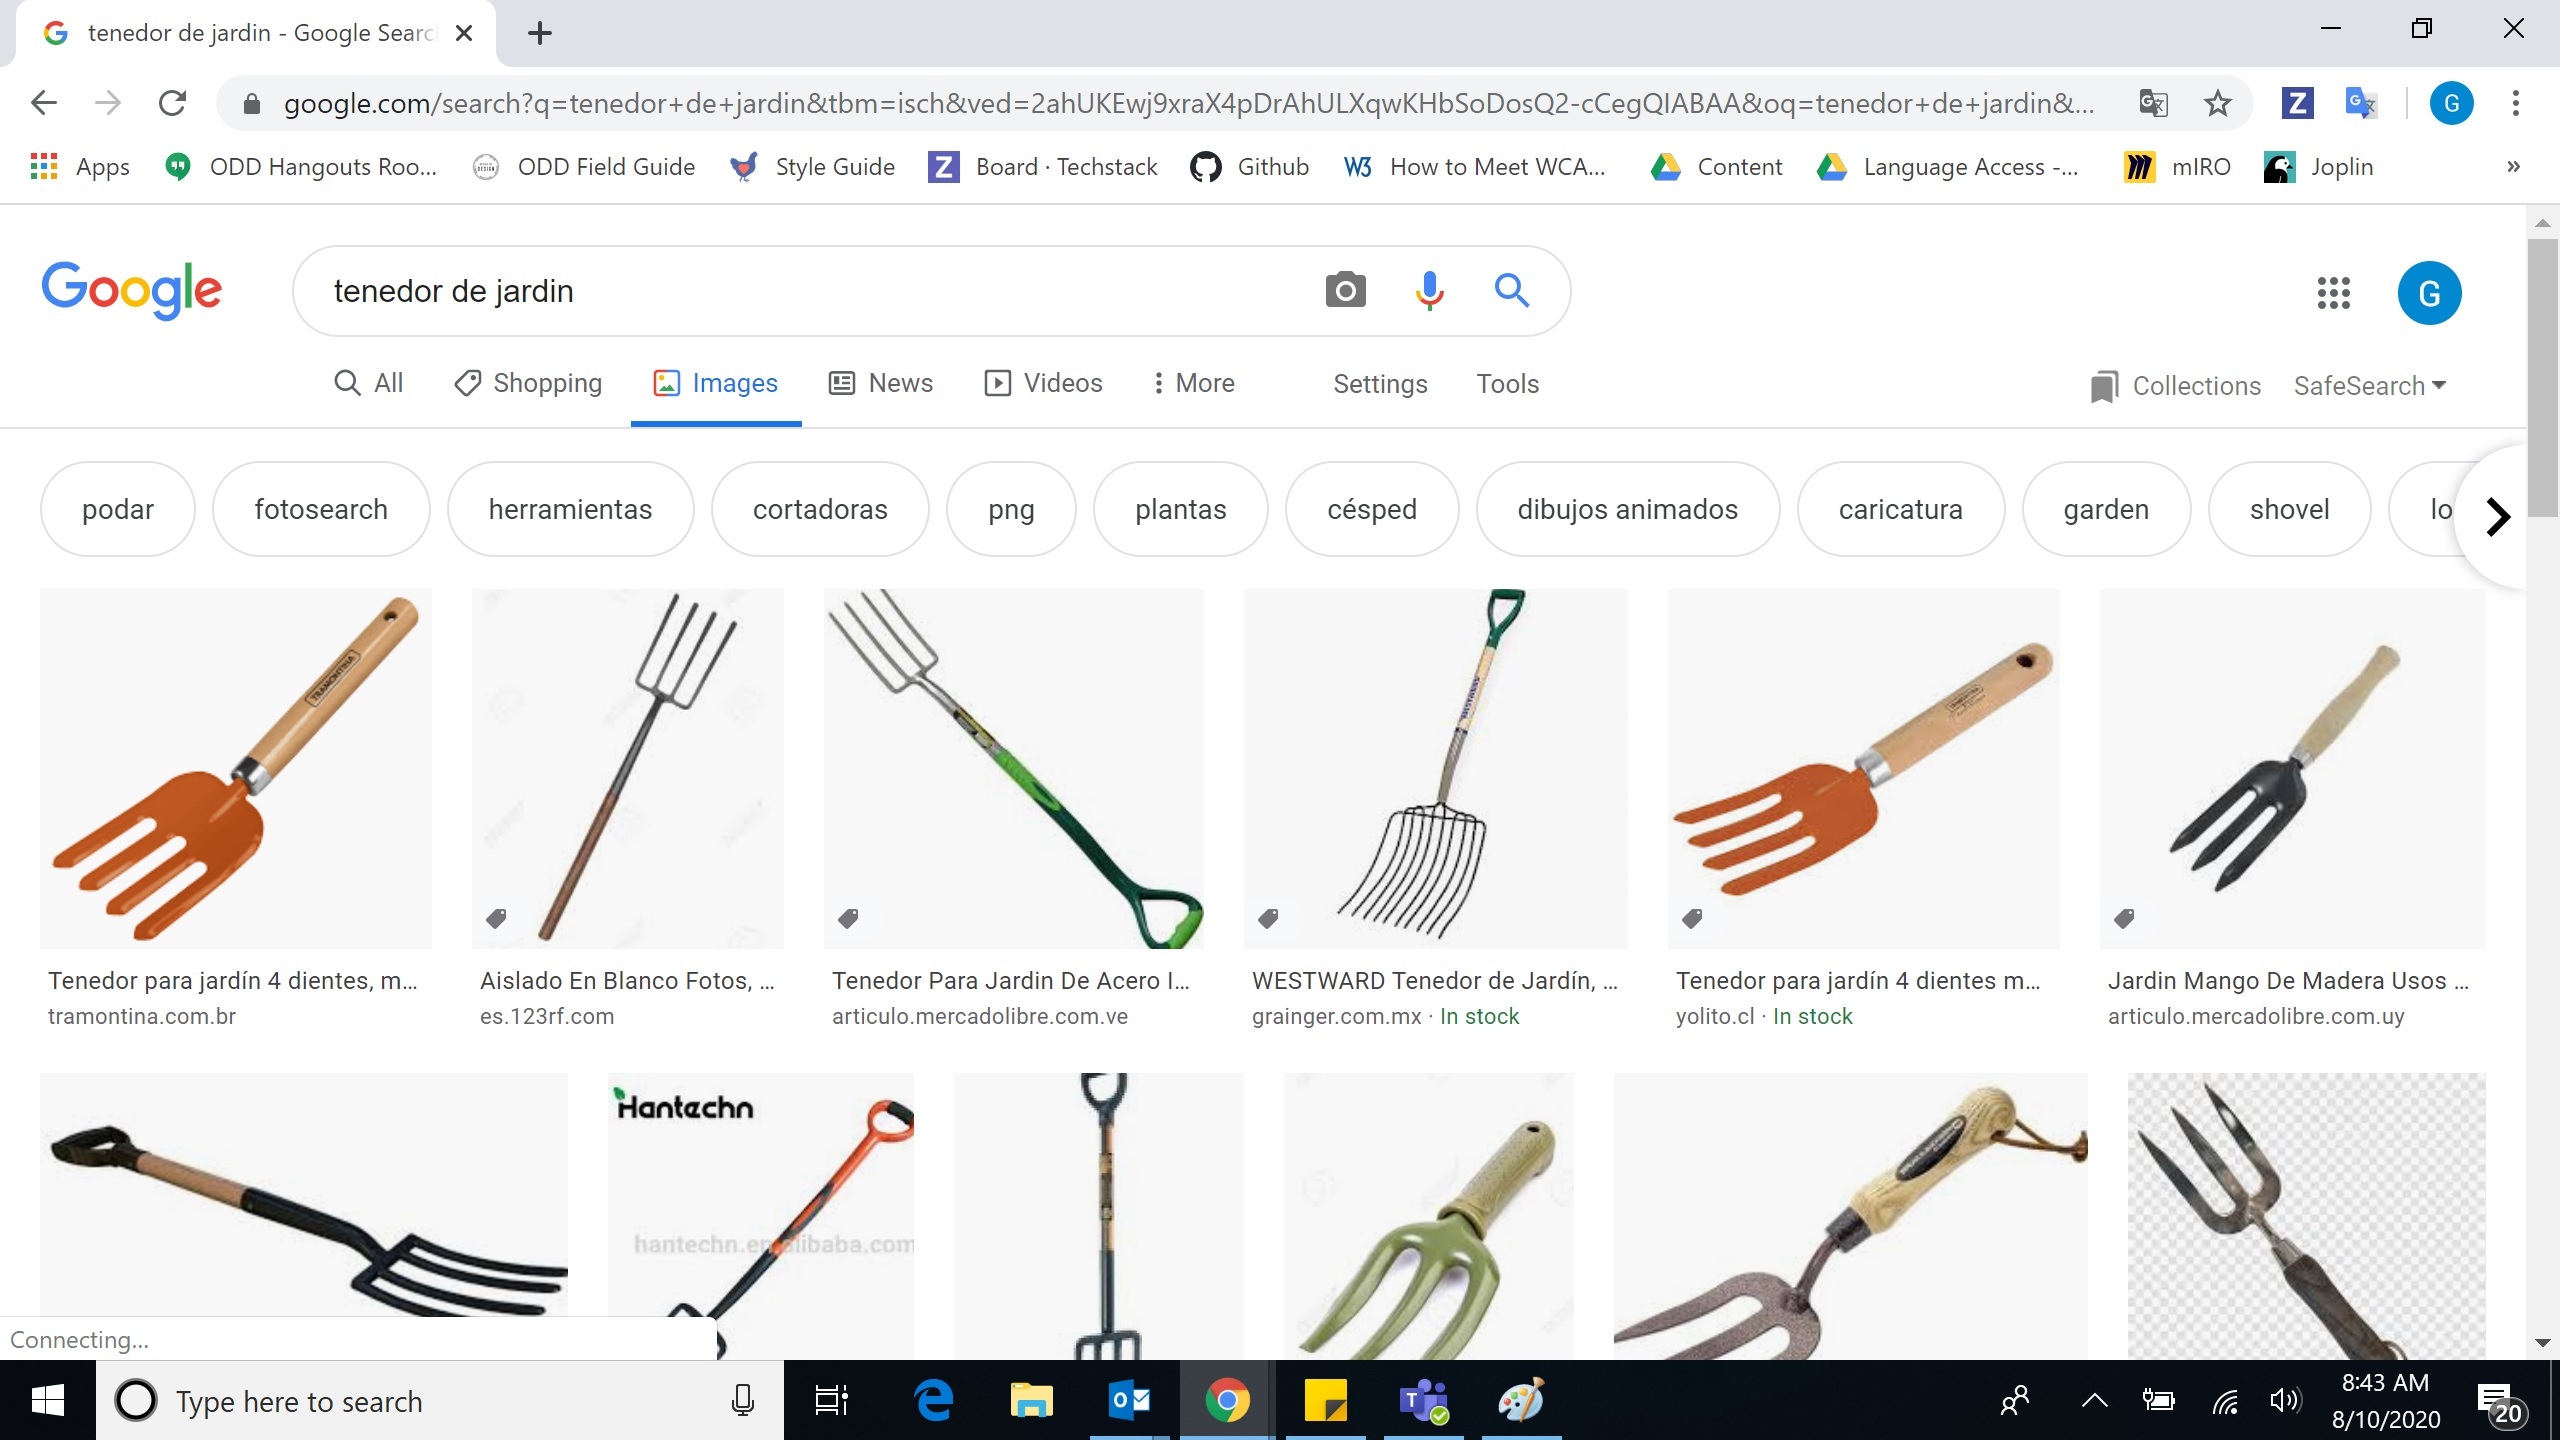 tenedor de jardin - Google Searc
google.com/search?q=tenedor+de+jardin&tbm=isch&ved=2ahUKEwj9xraX4pDrAhULXqwKHbSoDosQ2-cCegQIABAA&oq=tenedor+de+jardin&...
G
Apps
ODD Hangouts Roo...
ODD Field Guide
Style Guide
Board · Techstack
Github
How to Meet WCA...
Content
Language Access -...
mIRO
Joplin
»
Google
tenedor de jardin
G
All
Shopping
Images
News
Videos
More
Settings
Tools
Collections
SafeSearch
podar
fotosearch
herramientas
cortadoras
png
plantas
césped
dibujos animados
caricatura
garden
shovel
lo
TRAMONTINA
Tenedor para jardín 4 dientes, m...
tramontina.com.br
Aislado En Blanco Fotos, ...
es.123rf.com
Tenedor Para Jardin De Acero I...
articulo.mercadolibre.com.ve
WESTWARD Tenedor de Jardín, ...
grainger.com.mx · In stock
Tenedor para jardín 4 dientes m...
yolito.cl · In stock
Jardin Mango De Madera Usos ...
articulo.mercadolibre.com.uy
Hantechn
Connecting...
Type here to search
8:43 AM
8/10/2020
20